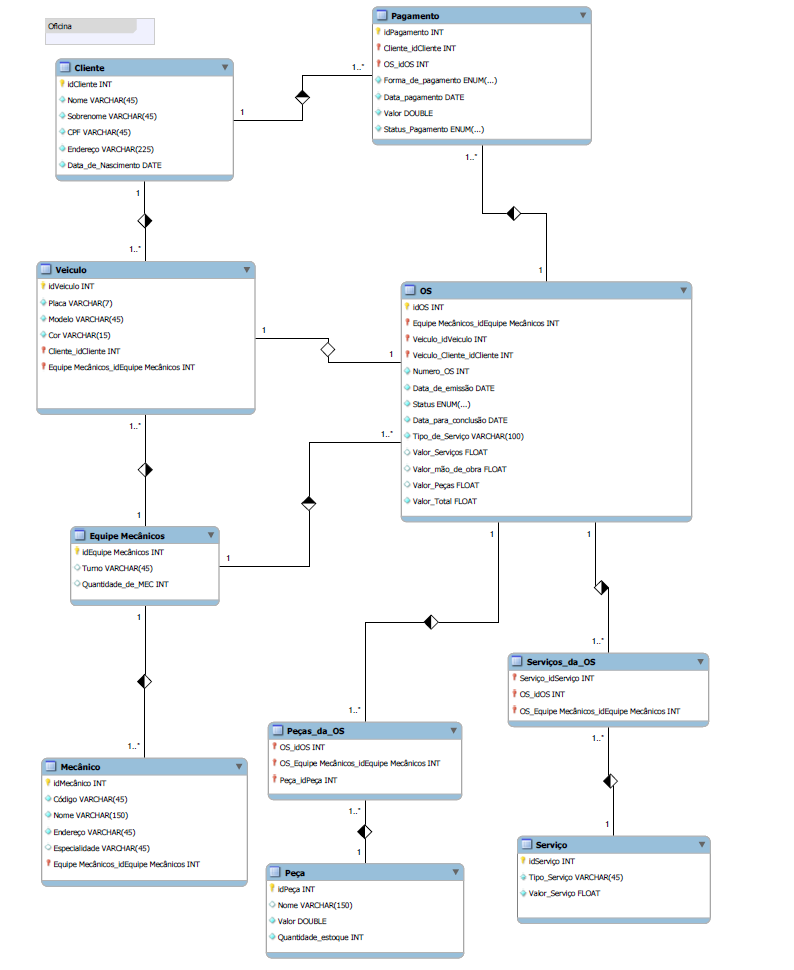 Oficina
Pagamento
idPagamento INT
Cliente_idCliente INT
OS_idOS INT
Forma_de_pagamento ENUM(...)
Data_pagamento DATE
Valor DOUBLE
Status_Pagamento ENUM(...)
1..*
1..*
Cliente
idCliente INT
Nome VARCHAR(45)
Sobrenome VARCHAR(45)
CPF VARCHAR(45)
Endereço VARCHAR(225)
Data_de_Nascimento DATE
1
1
1..*
Veiculo
idVeiculo INT
Placa VARCHAR(7)
Modelo VARCHAR(45)
Cor VARCHAR(15)
Cliente_idCliente INT
Equipe Mecânicos_idEquipe Mecânicos INT
1
1
1..*
1
OS
idOS INT
Equipe Mecânicos_idEquipe Mecânicos INT
Veiculo_idVeiculo INT
Veiculo_Cliente_idCliente INT
Numero_OS INT
Data_de_emissão DATE
Status ENUM(...)
Data_para_conclusão DATE
Tipo_de_Serviço VARCHAR(100)
Valor_Serviços FLOAT
Valor_mão_de_obra FLOAT
Valor_Peças FLOAT
Valor_Total FLOAT
1..*
1
1
1
Equipe Mecânicos
idEquipe Mecânicos INT
Turno VARCHAR(45)
Quantidade_de_MEC INT
1
1
1..*
Mecânico
idMecânico INT
Código VARCHAR(45)
Nome VARCHAR(150)
Endereço VARCHAR(45)
Especialidade VARCHAR(45)
Equipe Mecânicos_idEquipe Mecânicos INT
1..*
Serviços_da_OS
Serviço_idServiço INT
OS_idOS INT
OS_Equipe Mecânicos_idEquipe Mecânicos INT
1..*
1..*
Peças_da_OS
OS_idOS INT
OS_Equipe Mecânicos_idEquipe Mecânicos INT
Peça_idPeça INT
1..*
1
Peça
idPeça INT
Nome VARCHAR(150)
Valor DOUBLE
Quantidade_estoque INT
1
Serviço
idServiço INT
Tipo_Serviço VARCHAR(45)
Valor_Serviço FLOAT